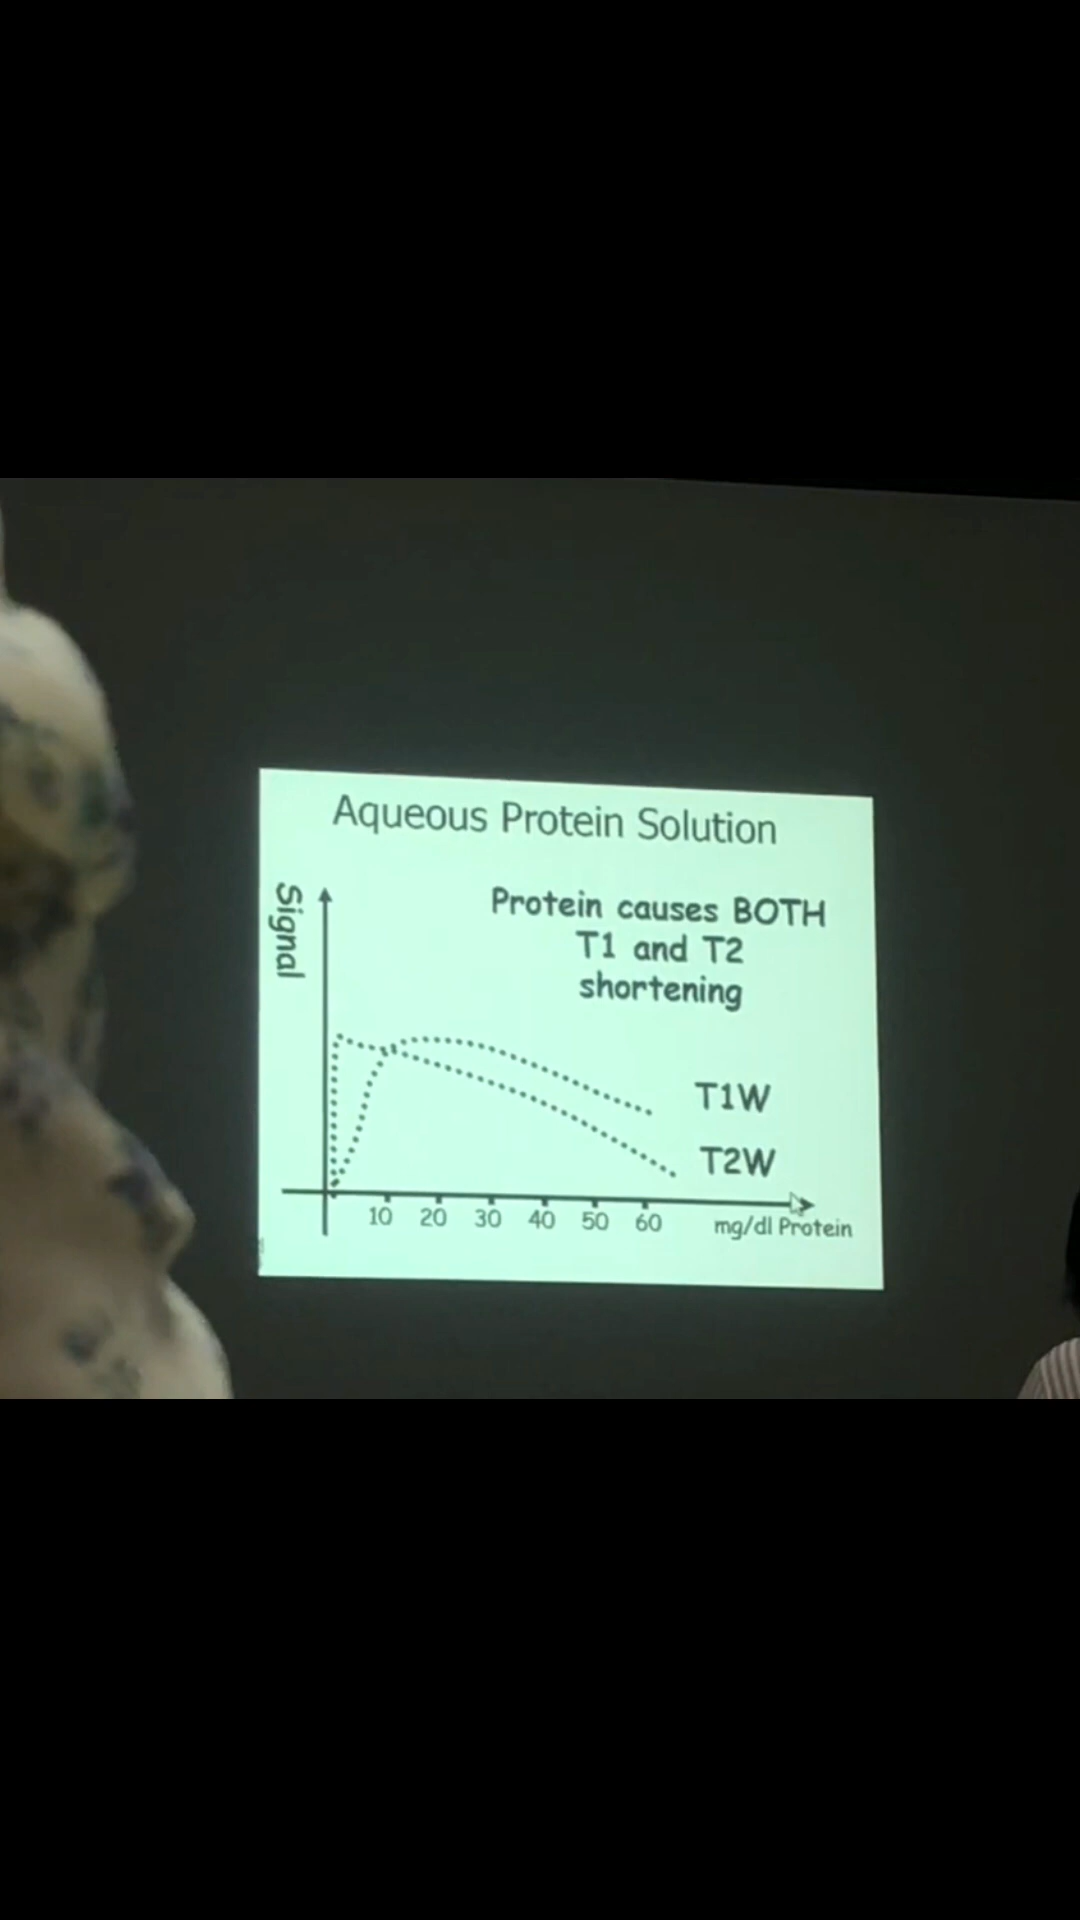 Aqueous Protein Solution
Signal
Protein causes BOTH
T1 and T2
shortening
T1W
T2W
10 20 30 40 50 60
mg/dl Protein